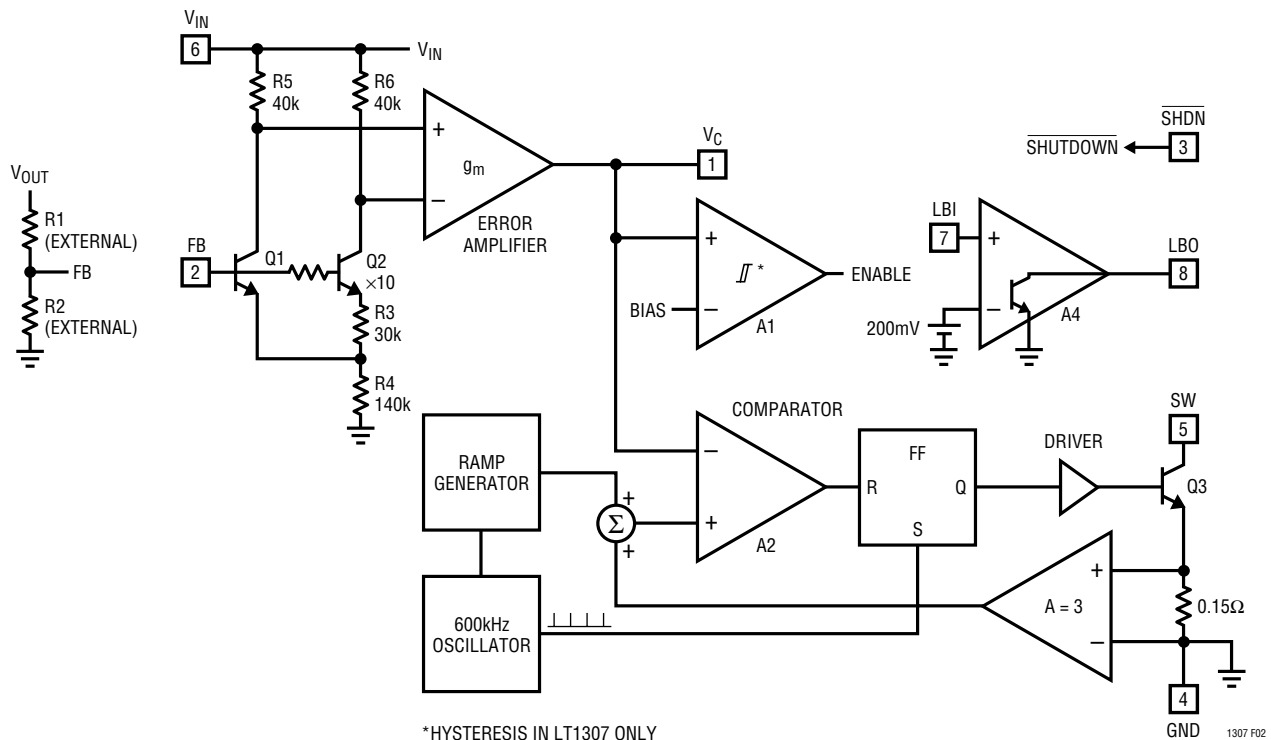 VIN
6
VIN
R5
40k
R6
40k
+
gm
−
ERROR
AMPLIFIER
VC
1
SHDN
3
SHUTDOWN
VOUT
R1
(EXTERNAL)
FB
R2
(EXTERNAL)
FB
2
Q1
Q2
×10
R3
30k
R4
140k
+
*
−
BIAS
A1
ENABLE
LBI
7
+
−
200mV
A4
LBO
8
RAMP
GENERATOR
+
Σ
+
COMPARATOR
−
+
A2
FF
R
Q
S
DRIVER
SW
5
Q3
600kHz
OSCILLATOR
A = 3
+
−
0.15Ω
4
GND
*HYSTERESIS IN LT1307 ONLY
1307 F02